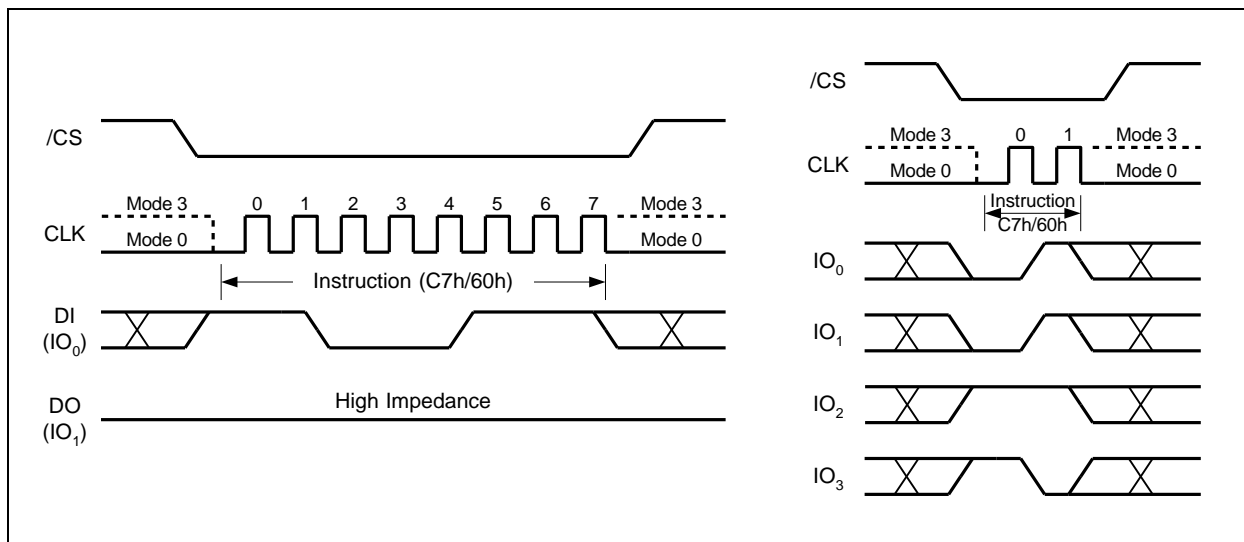 /CS
Mode 3
0 1 2 3 4 5 6 7
Mode 3
CLK
Mode 0
Mode 0
Instruction (C7h/60h)
DI
(IO0)
High Impedance
DO
(IO1)
/CS
Mode 3
0 1
Mode 3
CLK
Mode 0
Mode 0
Instruction
C7h/60h
IO0
IO1
IO2
IO3